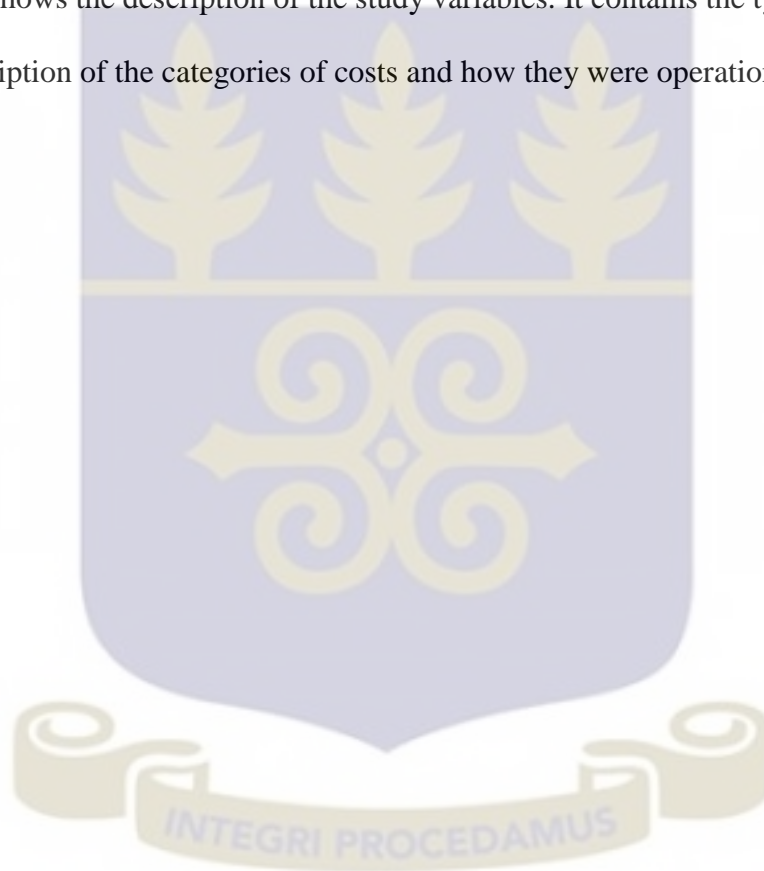 hows the description of the study variables. It contains the t
iption of the categories of costs and how they were operation
INTEGRI PROCEDAMUS